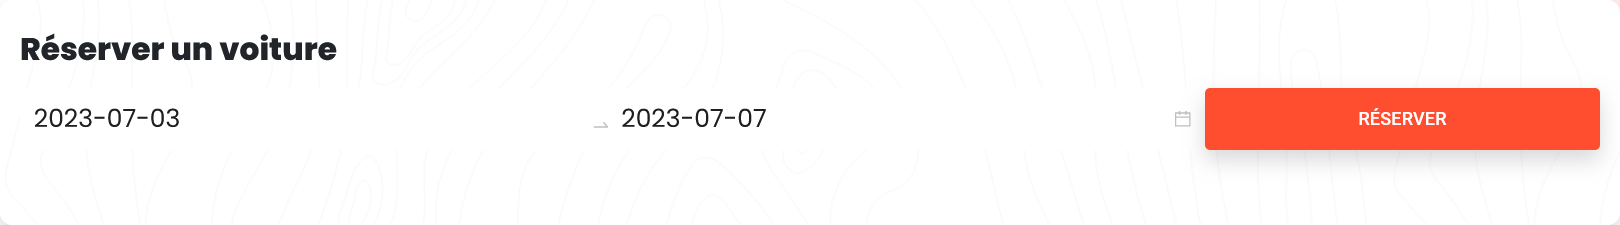 Réserver un voiture
2023-07-03 2023-07-07 RÉSERVER